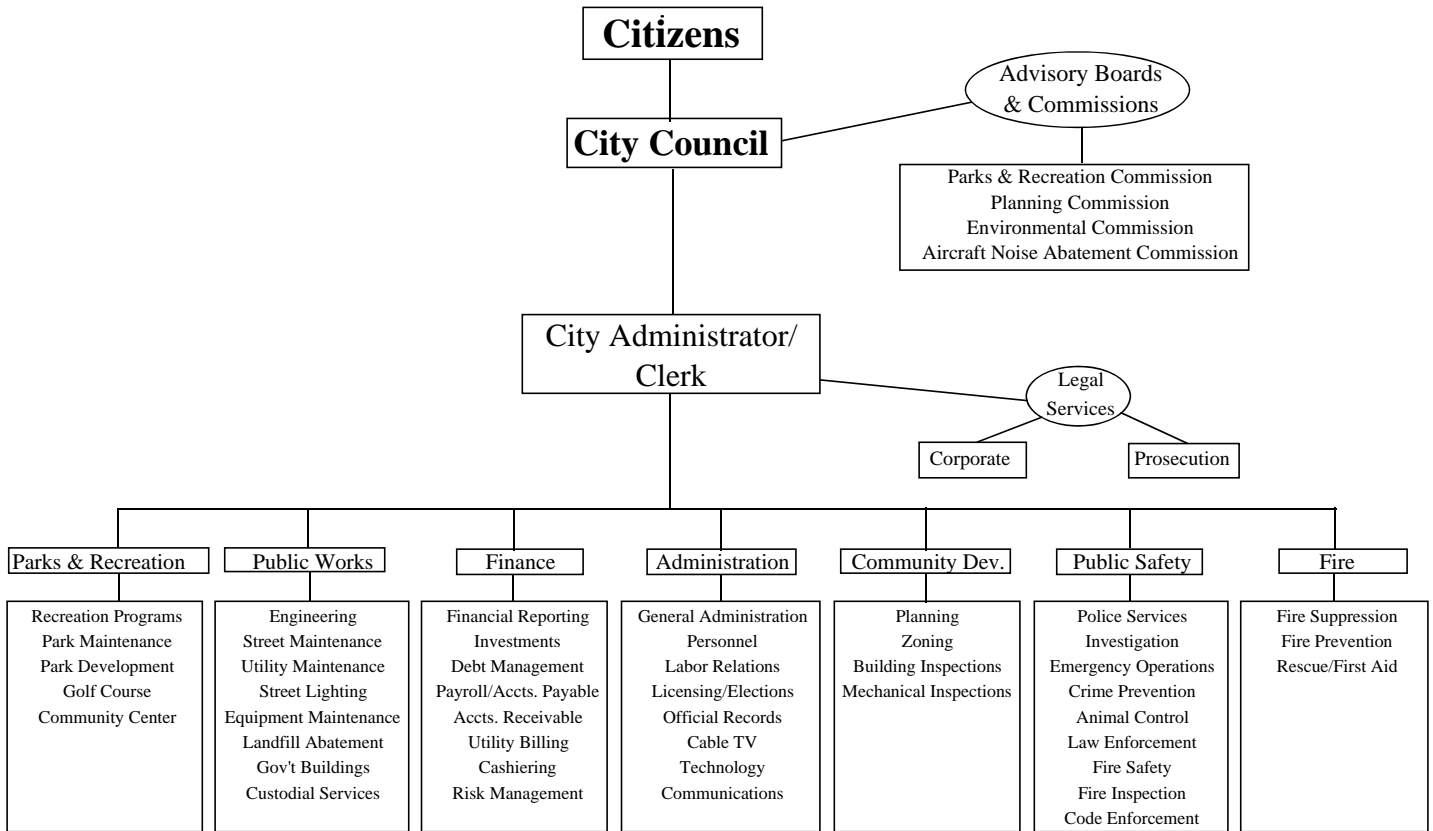 Citizens
Advisory Boards
& Commissions
City Council
Parks & Recreation Commission
Planning Commission
Environmental Commission
Aircraft Noise Abatement Commission
City Administrator/
Clerk
Legal
Services
Corporate
Prosecution
Parks & Recreation
Recreation Programs
Park Maintenance
Park Development
Golf Course
Community Center
Public Works
Engineering
Street Maintenance
Utility Maintenance
Street Lighting
Equipment Maintenance
Landfill Abatement
Gov't Buildings
Custodial Services
Finance
Financial Reporting
Investments
Debt Management
Payroll/Accts. Payable
Accts. Receivable
Utility Billing
Cashiering
Risk Management
Administration
General Administration
Personnel
Labor Relations
Licensing/Elections
Official Records
Cable TV
Technology
Communications
Community Dev.
Planning
Zoning
Building Inspections
Mechanical Inspections
Public Safety
Police Services
Investigation
Emergency Operations
Crime Prevention
Animal Control
Law Enforcement
Fire Safety
Fire Inspection
Code Enforcement
Fire
Fire Suppression
Fire Prevention
Rescue/First Aid